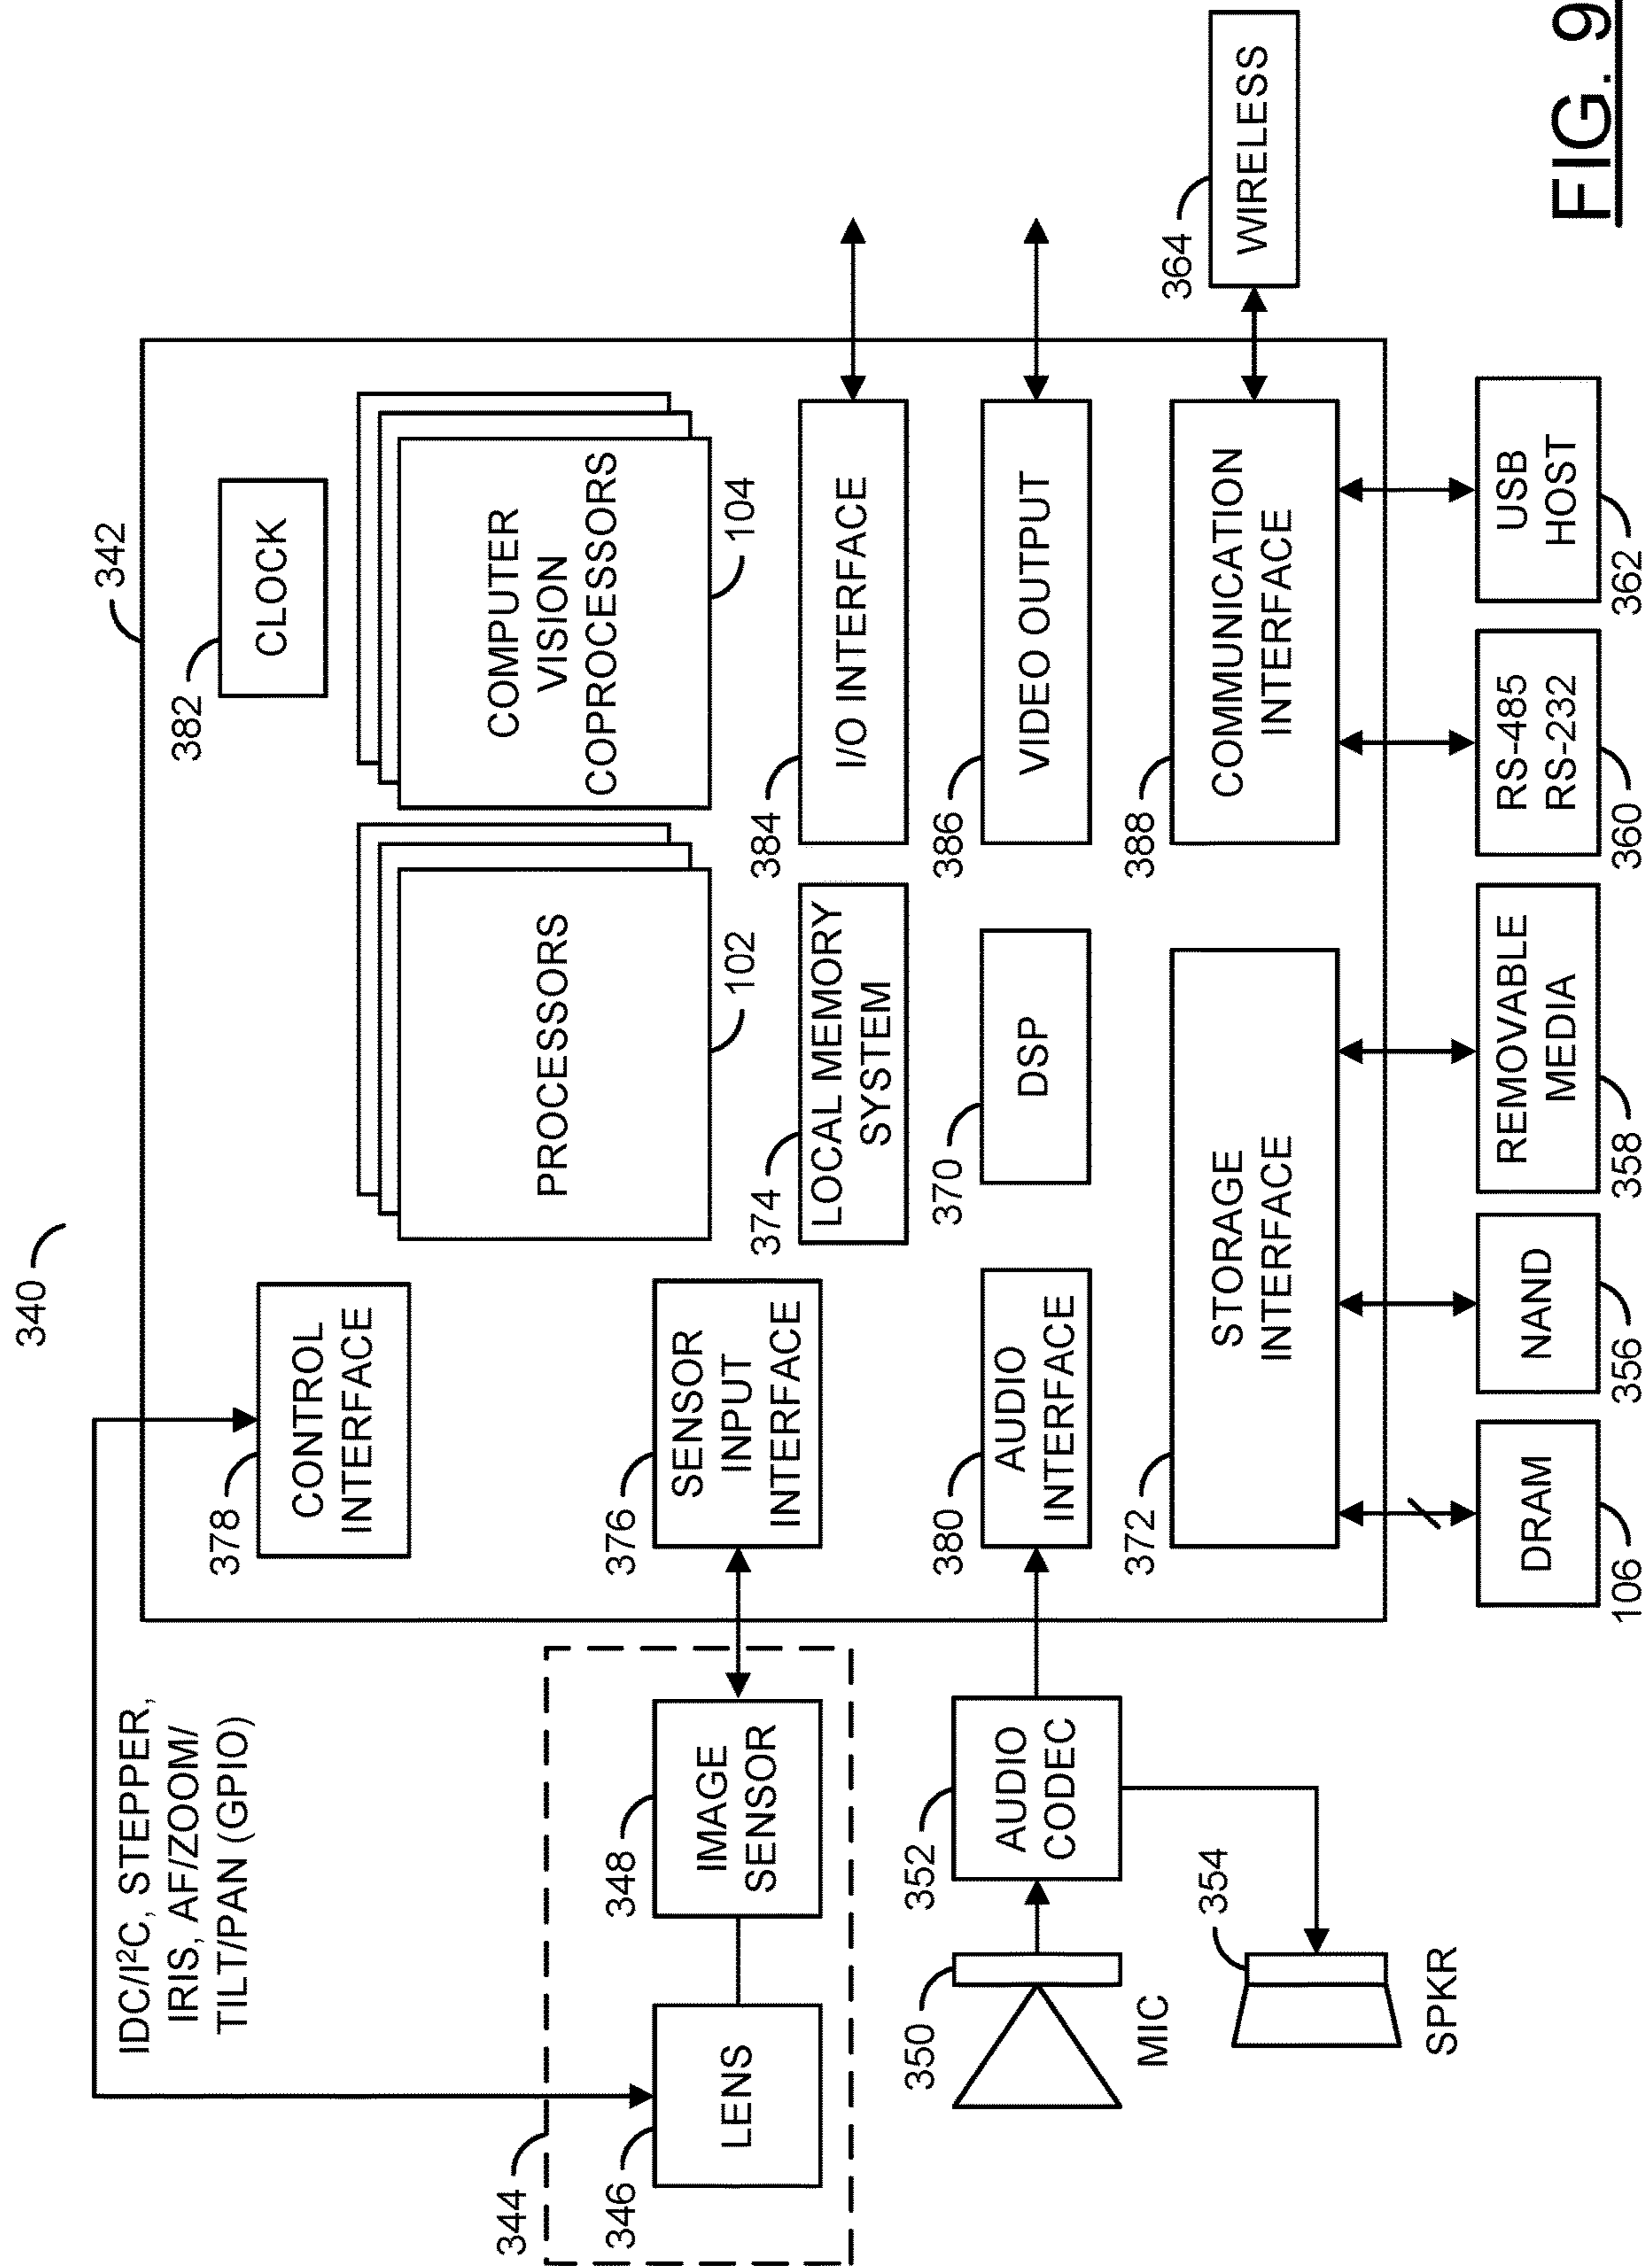 340
342
IDC/I²C, STEPPER,
IRIS, AF/ZOOM/
TILT/PAN (GPIO)
378
CONTROL
INTERFACE
382
CLOCK
PROCESSORS
102
COMPUTER
VISION
COPROCESSORS
104
344
346
LENS
348
IMAGE
SENSOR
376
SENSOR
INPUT
INTERFACE
374
LOCAL MEMORY
SYSTEM
384
I/O INTERFACE
350
MIC
352
AUDIO
CODEC
380
AUDIO
INTERFACE
370
DSP
386
VIDEO OUTPUT
354
SPKR
372
STORAGE
INTERFACE
388
COMMUNICATION
INTERFACE
364
WIRELESS
DRAM
106
NAND
356
REMOVABLE
MEDIA
358
RS-485
RS-232
360
USB
HOST
362
FIG. 9